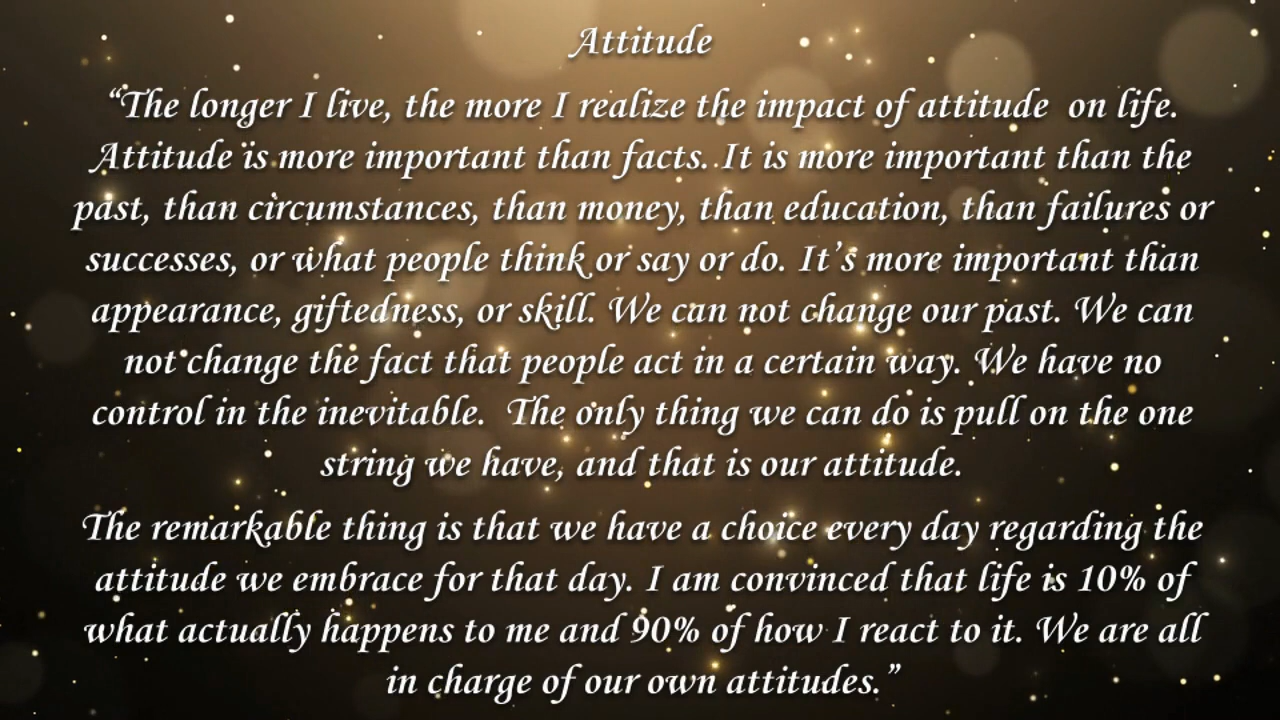 Attitude
“The longer I live, the more I realize the impact of attitude  on life.
Attitude is more important than facts. It is more important than the
past, than circumstances, than money, than education, than failures or
successes, or what people think or say or do. It’s more important than
appearance, giftedness, or skill. We can not change our past. We can
not change the fact that people act in a certain way. We have no
control in the inevitable.  The only thing we can do is pull on the one
string we have, and that is our attitude.
The remarkable thing is that we have a choice every day regarding the
attitude we embrace for that day. I am convinced that life is 10% of
what actually happens to me and 90% of how I react to it. We are all
in charge of our own attitudes.”